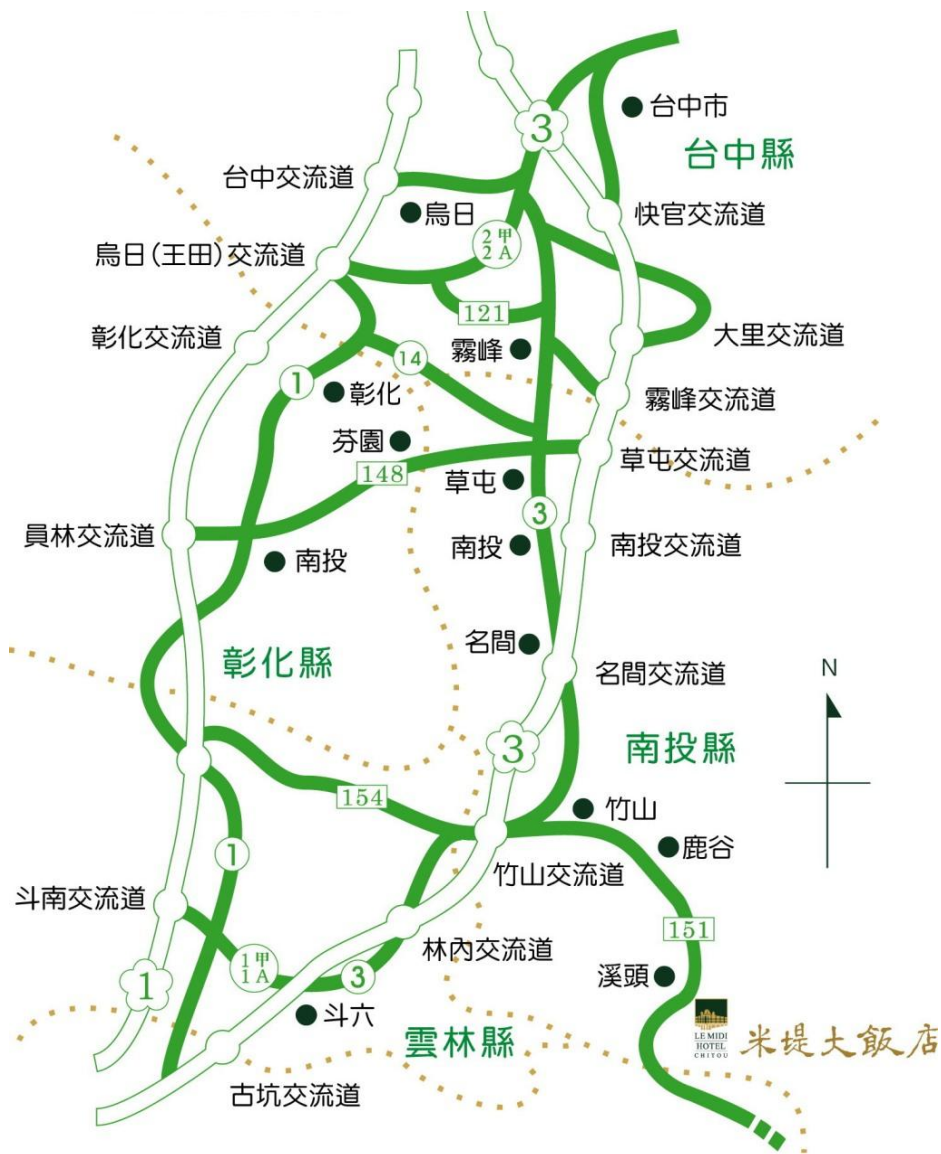 3
台中市
台中縣
台中交流道
烏日
快官交流道
2甲
2A
烏日(王田)交流道
121
彰化交流道
大里交流道
霧峰
14
1
彰化
霧峰交流道
芬園
148
草屯交流道
草屯
3
員林交流道
南投
南投
南投交流道
名間
彰化縣
名間交流道
N
3
南投縣
154
竹山
1
鹿谷
竹山交流道
斗南交流道
151
林內交流道
1甲
1A
3
溪頭
1
斗六
雲林縣
LE MIDI
HOTEL
CHITOU
米堤大飯店
古坑交流道